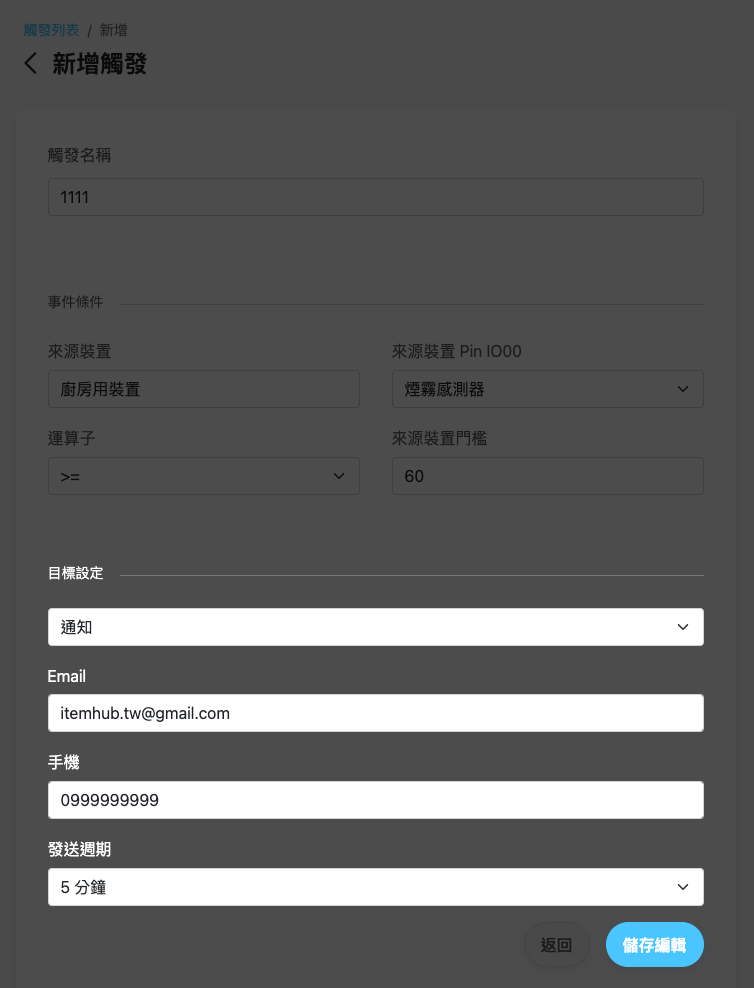 觸發列表 / 新增
新增觸發
觸發名稱
1111
事件條件
來源裝置
來源裝置 Pin IO00
廚房用裝置
煙霧感測器
運算子
來源裝置門檻
>=
60
目標設定
通知
Email
itemhub.tw@gmail.com
手機
0999999999
發送週期
5 分鐘
返回
儲存編輯